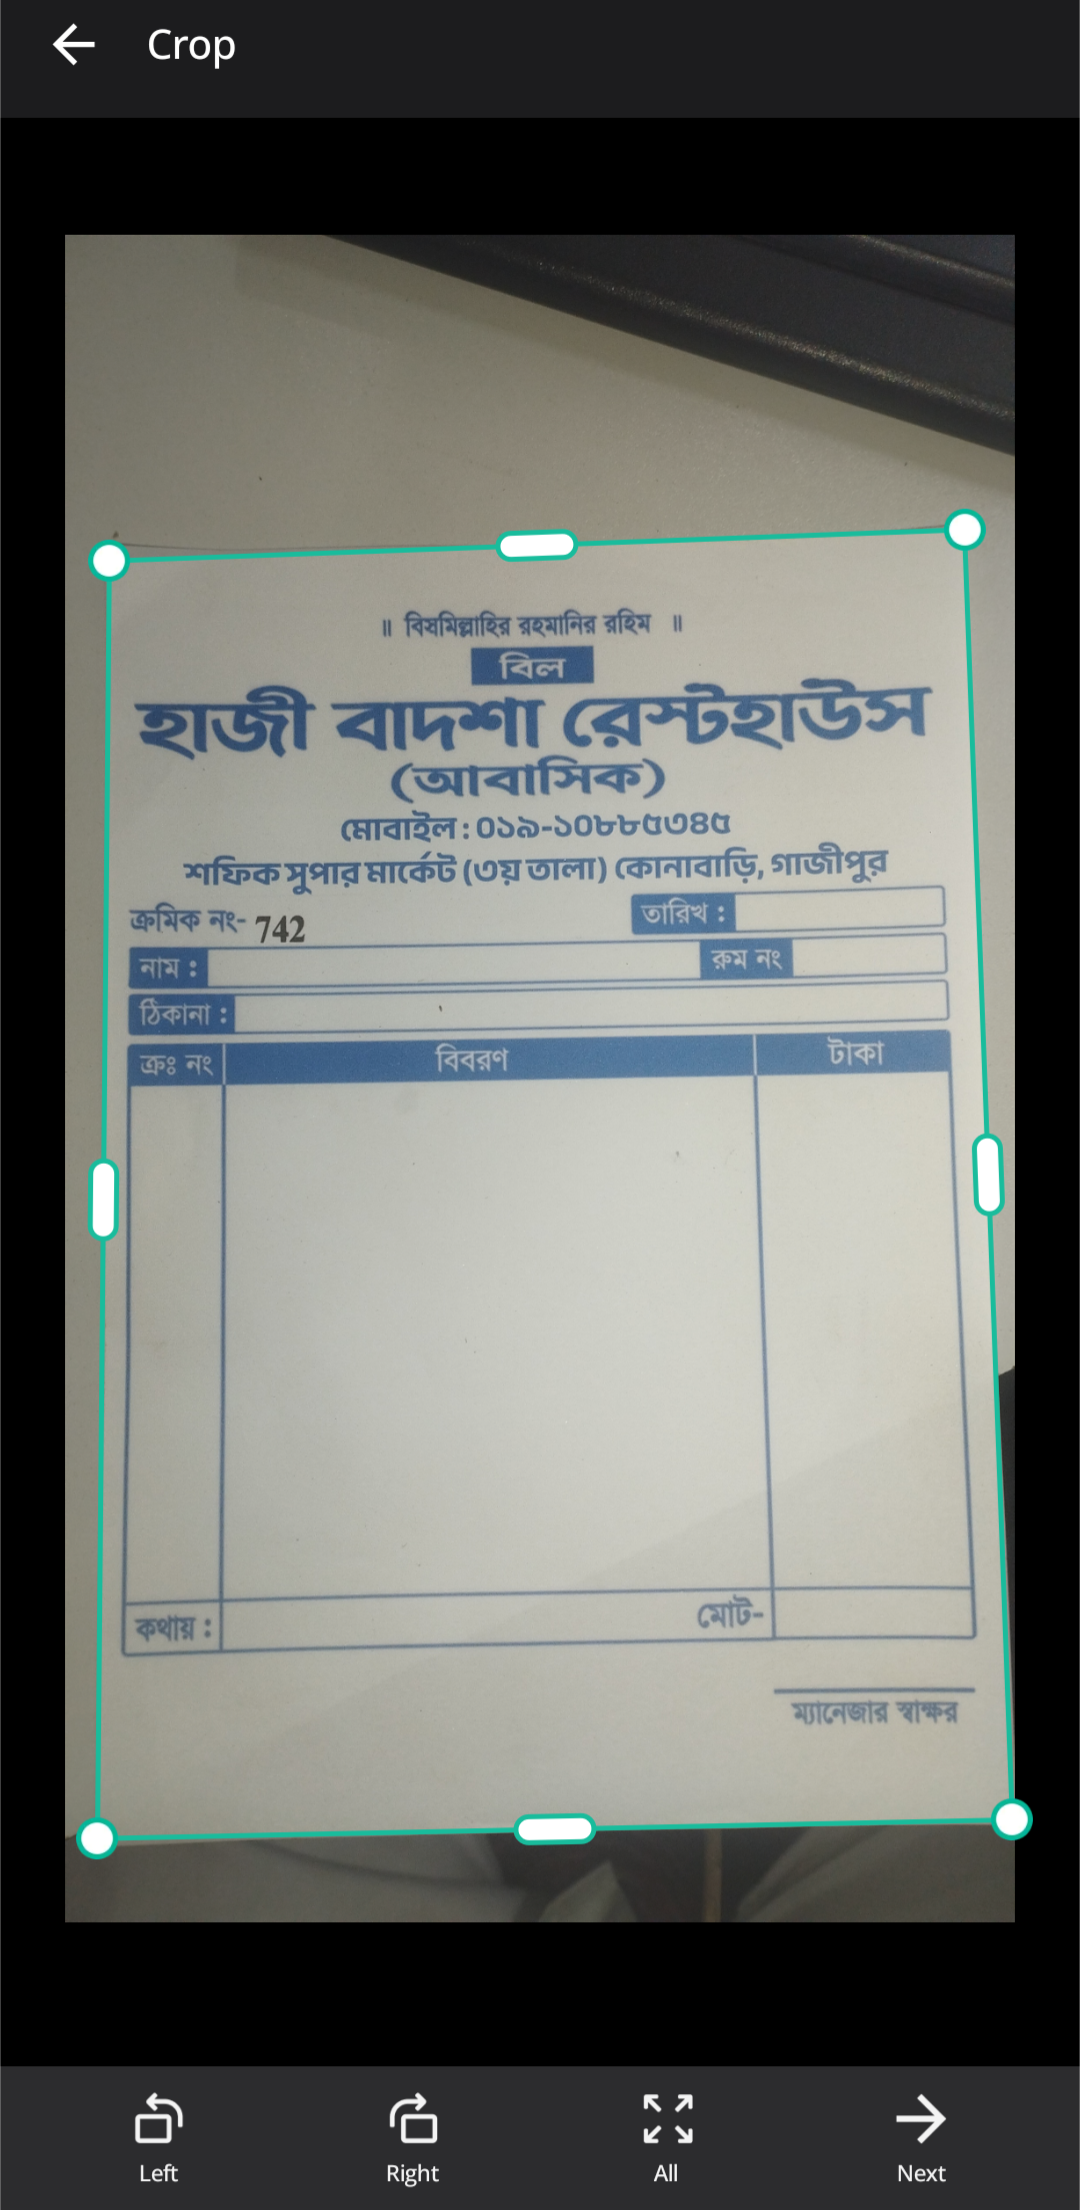 Crop
॥ বিসমিল্লাহির রহমানির রহিম ॥
বিল
হাজী বাদশা রেস্টহাউস
(আবাসিক)
মোবাইল : ০১৯-১০৮৮৫৩৪৫
শফিক সুপার মার্কেট (৩য় তালা) কোনাবাড়ি, গাজীপুর
ক্রমিক নং- 742 তারিখ :
নাম : রুম নং
ঠিকানা :
ক্রঃ নং বিবরণ টাকা
কথায় : মোট-
ম্যানেজার স্বাক্ষর
Left Right All Next